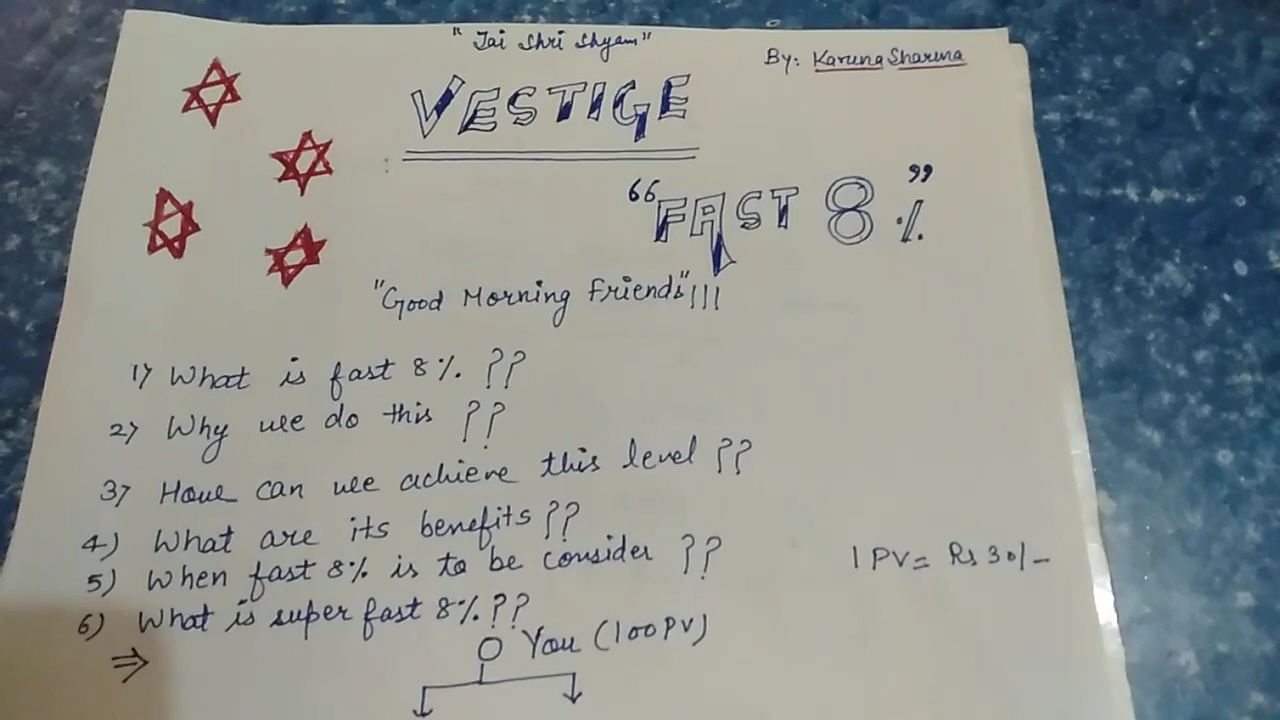 "Jai Shri Shyam"
By: Karuna Sharma
VESTIGE
"FAST 8%"
"Good Morning Friends"!!!
1) What is fast 8%. ??
2) Why we do this ??
3) How can we achieve this level ??
4) What are its benefits ??
5) When fast 8% is to be consider ??
1 PV = Rs 30/-
6) What is super fast 8%. ??
⇒ You (100PV)